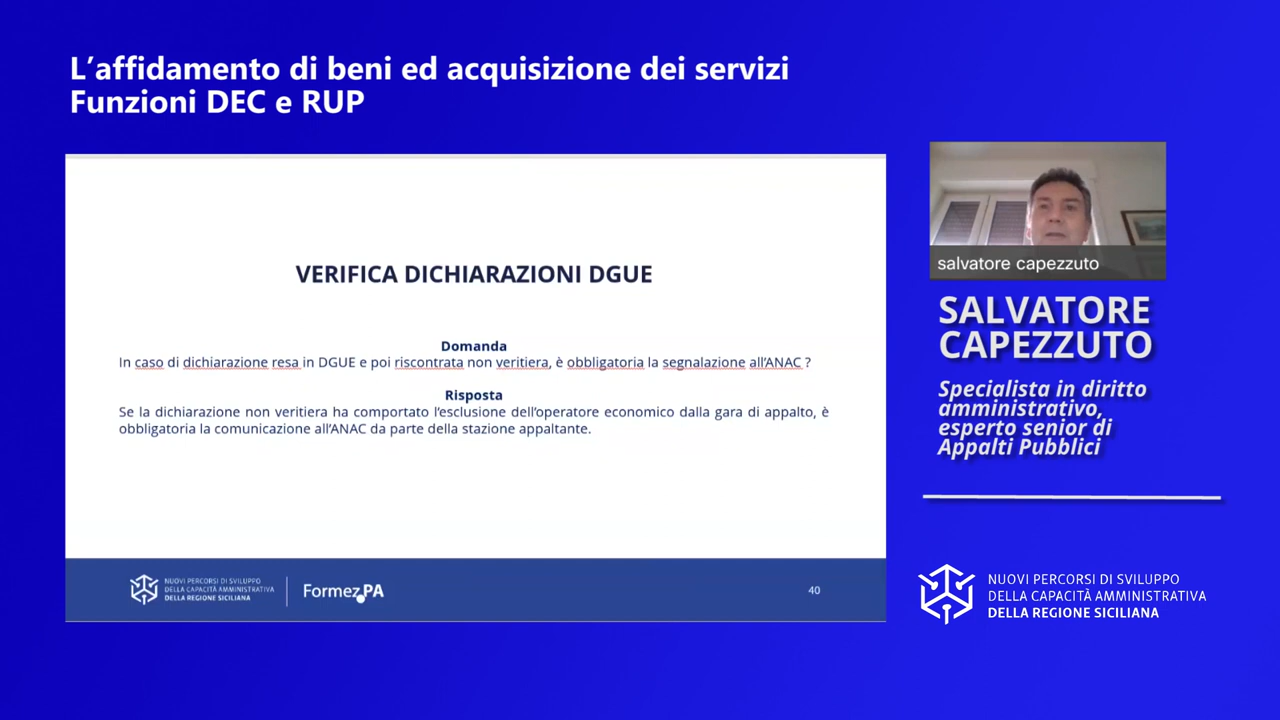 L'affidamento di beni ed acquisizione dei servizi
Funzioni DEC e RUP
VERIFICA DICHIARAZIONI DGUE
Domanda
In caso di dichiarazione resa in DGUE e poi riscontrata non veritiera, è obbligatoria la segnalazione all'ANAC ?
Risposta
Se la dichiarazione non veritiera ha comportato l'esclusione dell'operatore economico dalla gara di appalto, è
obbligatoria la comunicazione all'ANAC da parte della stazione appaltante.
NUOVI PERCORSI DI SVILUPPO
DELLA CAPACITÀ AMMINISTRATIVA
DELLA REGIONE SICILIANA
Formez PA
40
salvatore capezzuto
SALVATORE
CAPEZZUTO
Specialista in diritto
amministrativo,
esperto senior di
Appalti Pubblici
NUOVI PERCORSI DI SVILUPPO
DELLA CAPACITÀ AMMINISTRATIVA
DELLA REGIONE SICILIANA